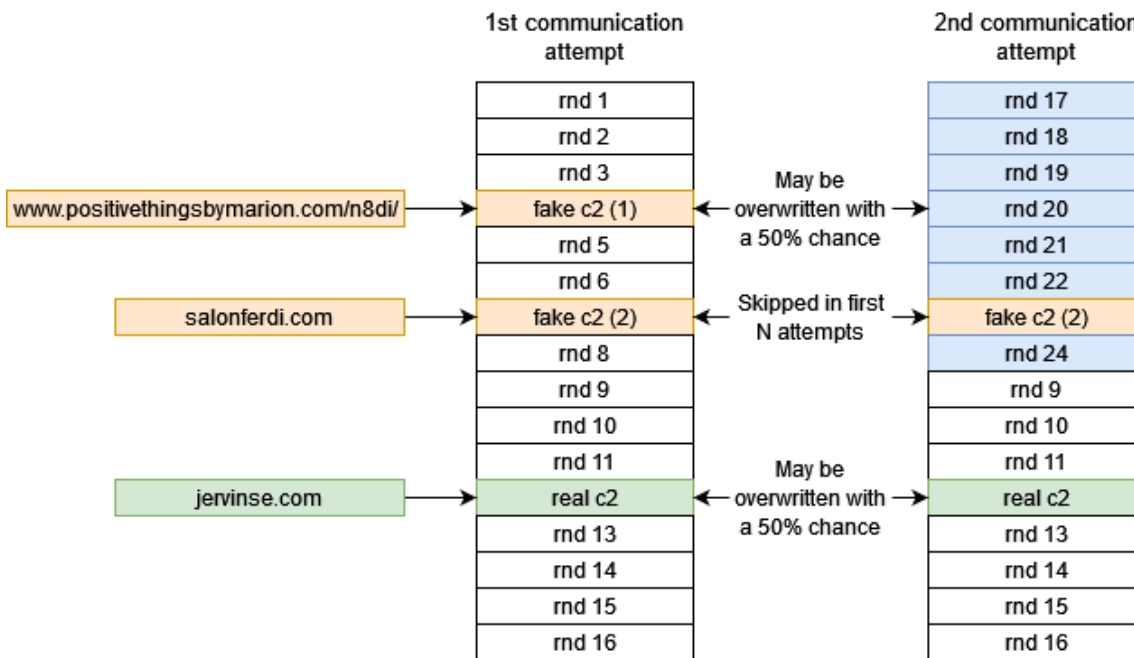 1st communication
attempt
2nd communication
attempt
rnd 1
rnd 17
rnd 2
rnd 18
rnd 3
rnd 19
www.positivethingsbymarion.com/n8di/
fake c2 (1)
May be
overwritten with
a 50% chance
rnd 20
rnd 5
rnd 21
rnd 6
rnd 22
salonferdi.com
fake c2 (2)
Skipped in first
N attempts
fake c2 (2)
rnd 8
rnd 24
rnd 9
rnd 9
rnd 10
rnd 10
rnd 11
rnd 11
jervinse.com
real c2
May be
overwritten with
a 50% chance
real c2
rnd 13
rnd 13
rnd 14
rnd 14
rnd 15
rnd 15
rnd 16
rnd 16